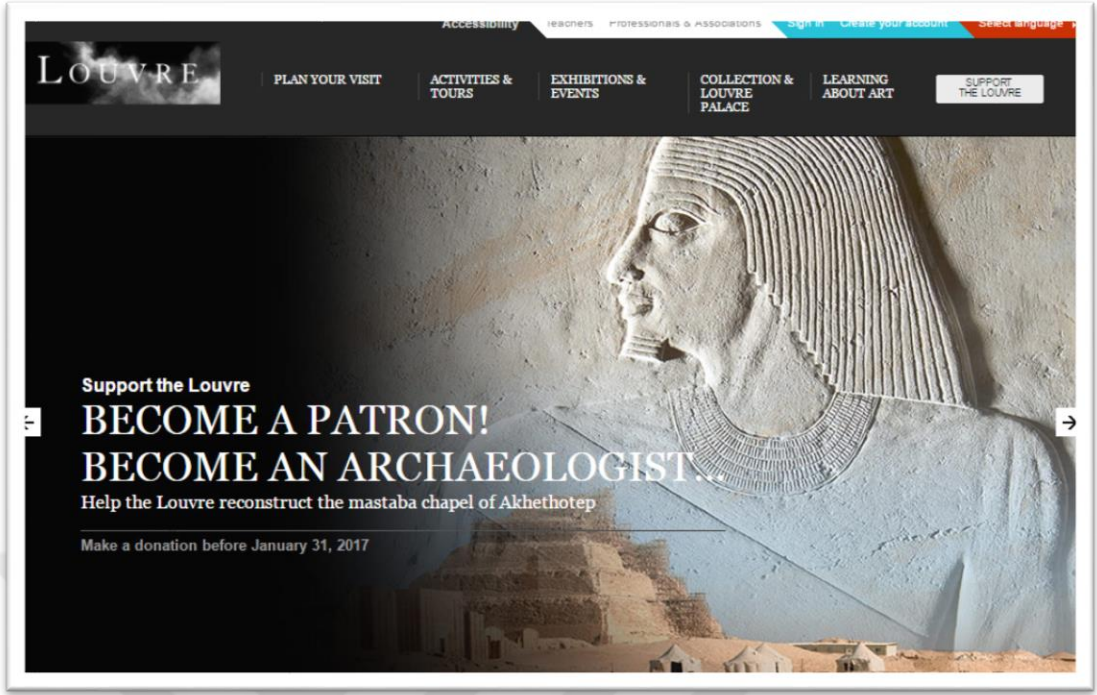 Accessibility Teachers Professionals & Associations Sign in Create your account Select language
LOUVRE
PLAN YOUR VISIT
ACTIVITIES &
TOURS
EXHIBITIONS &
EVENTS
COLLECTION &
LOUVRE
PALACE
LEARNING
ABOUT ART
SUPPORT
THE LOUVRE
Support the Louvre
BECOME A PATRON!
BECOME AN ARCHAEOLOGIST...
Help the Louvre reconstruct the mastaba chapel of Akhethotep
Make a donation before January 31, 2017